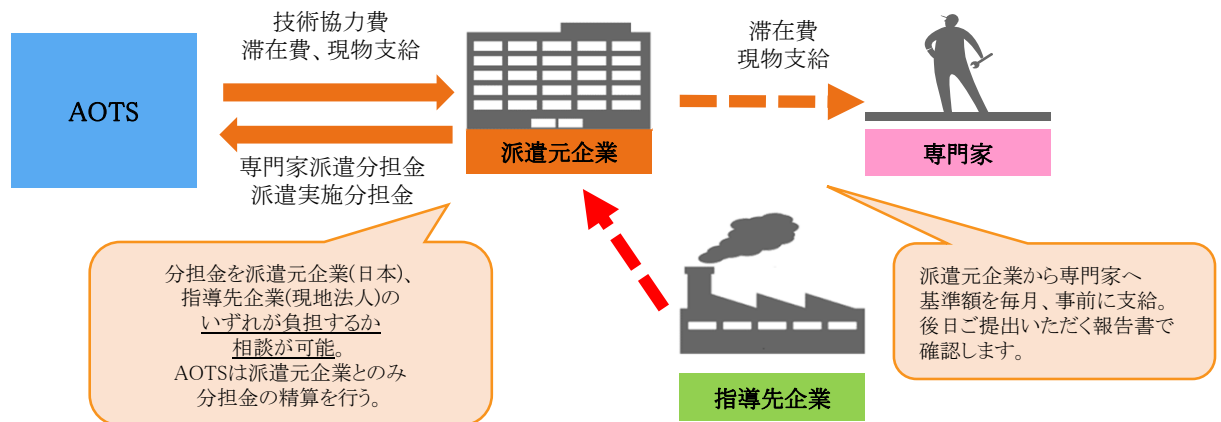 AOTS
技術協力費
滞在費、現物支給
専門家派遣分担金
派遣実施分担金
派遣元企業
滞在費
現物支給
専門家
分担金を派遣元企業(日本)、
指導先企業(現地法人)の
いずれが負担するか
相談が可能。
AOTSは派遣元企業とのみ
分担金の精算を行う。
指導先企業
派遣元企業から専門家へ
基準額を毎月、事前に支給。
後日ご提出いただく報告書で
確認します。